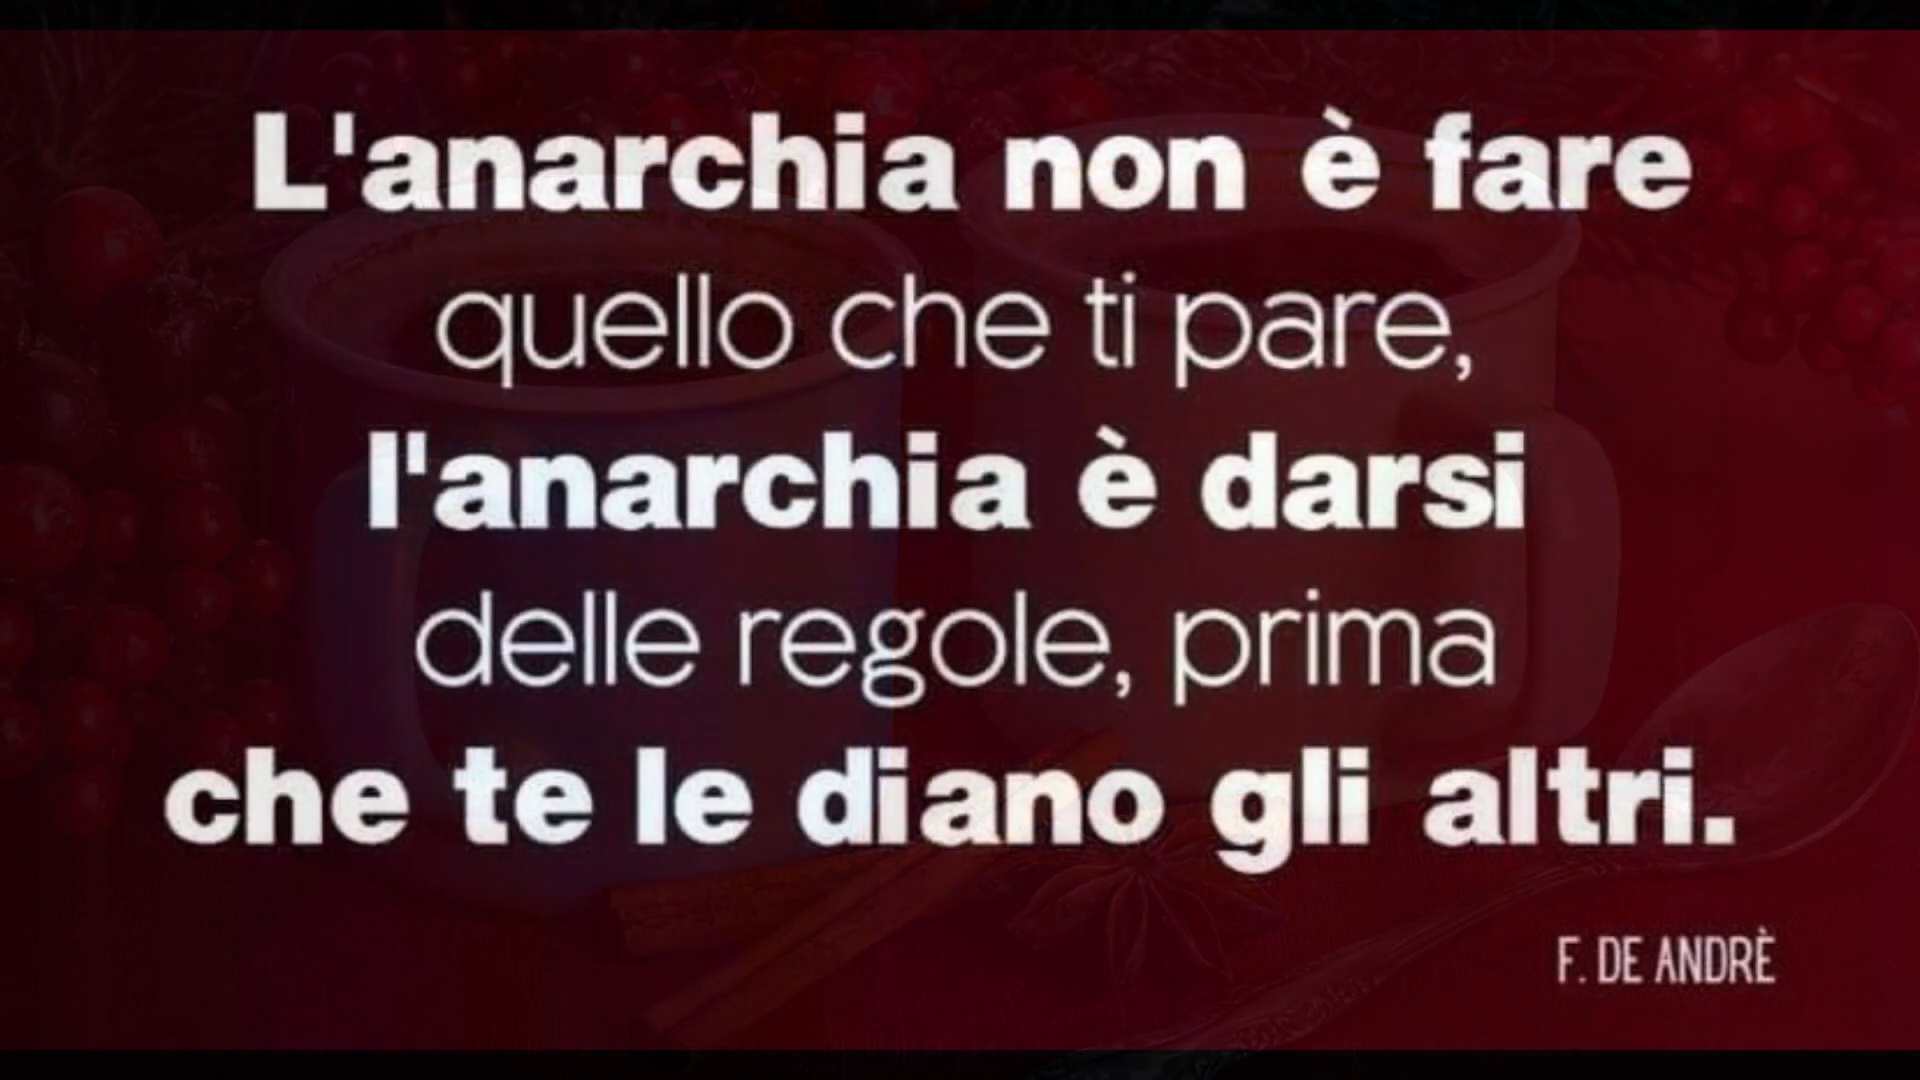 L'anarchia non è fare
quello che ti pare,
l'anarchia è darsi
delle regole, prima
che te le diano gli altri.
F. DE ANDRÈ